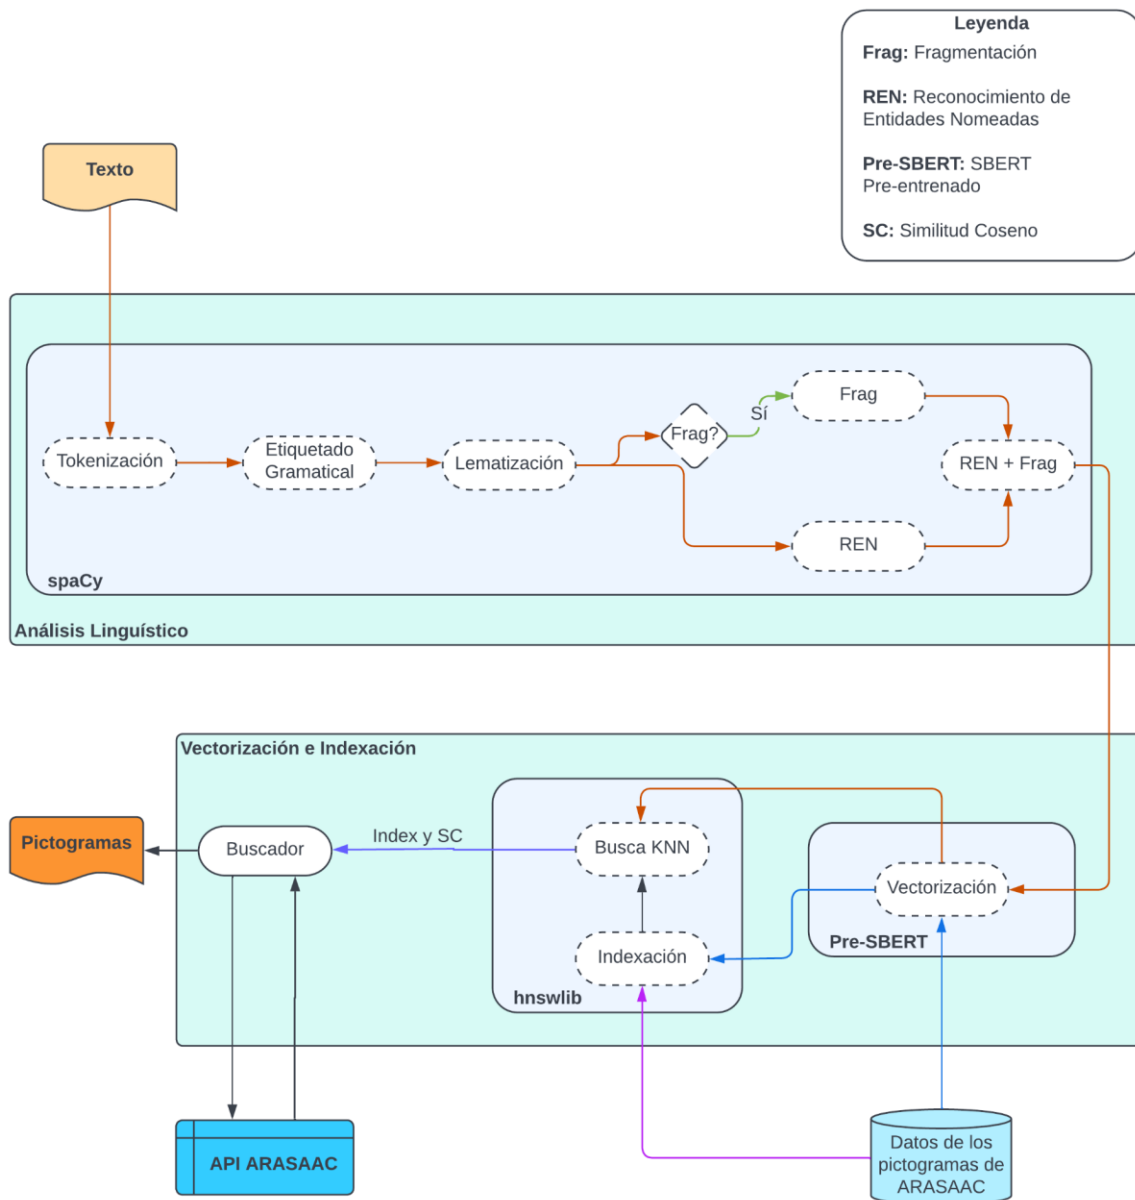 Leyenda
Frag: Fragmentación
REN: Reconocimiento de
Entidades Nomeadas
Pre-SBERT: SBERT
Pre-entrenado
SC: Similitud Coseno
Texto
Tokenización
Etiquetado
Gramatical
Lematización
Frag?
Sí
Frag
REN
REN + Frag
spaCy
Análisis Linguístico
Vectorización e Indexación
Pictogramas
Buscador
Index y SC
Busca KNN
Indexación
hnswlib
Vectorización
Pre-SBERT
API ARASAAC
Datos de los
pictogramas de
ARASAAC